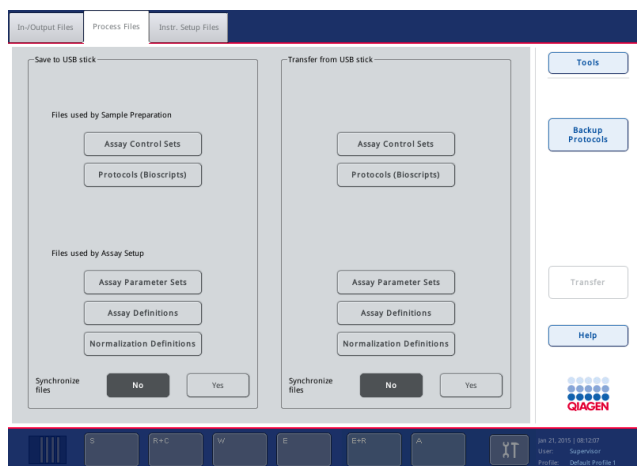 In-/Output Files
Process Files
Instr. Setup Files
Save to USB stick
Transfer from USB stick
Tools
Files used by Sample Preparation
Backup
Protocols
Assay Control Sets
Assay Control Sets
Protocols (Bioscripts)
Protocols (Bioscripts)
Files used by Assay Setup
Assay Parameter Sets
Assay Parameter Sets
Transfer
Assay Definitions
Assay Definitions
Normalization Definitions
Normalization Definitions
Help
Synchronize
files
No
Yes
Synchronize
files
No
Yes
QIAGEN
S
R+C
W
E
E+R
A
Jan 21, 2015 | 08:12:07
User: Supervisor
Profile: Default Profile 1